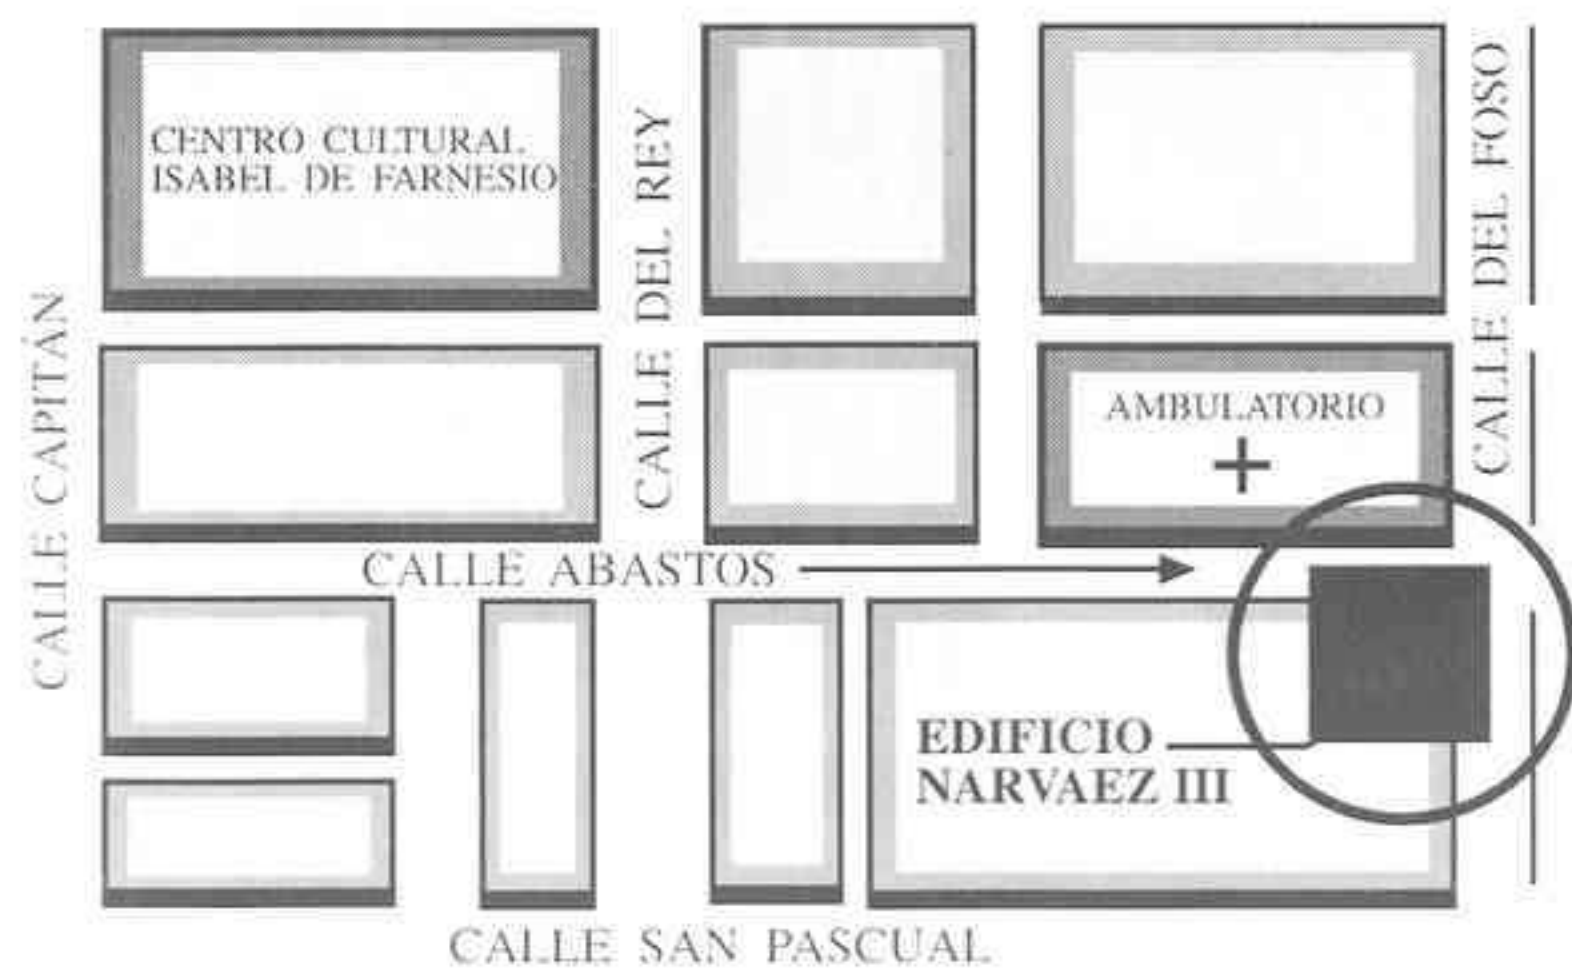 CENTRO CULTURAL
ISABEL DE FARNESIO
CALLE DEL REY
CALLE DEL FOSO
CALLE CAPITÁN
AMBULATORIO
CALLE ABASTOS
EDIFICIO
NARVAEZ III
CALLE SAN PASCUAL